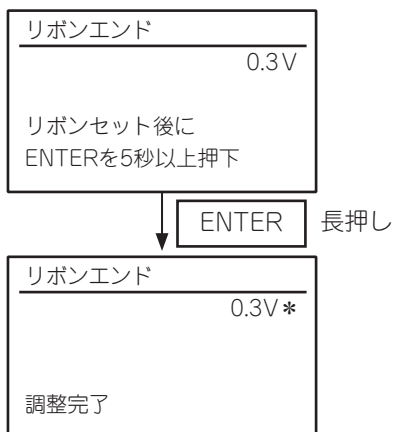 リボンエンド
0.3V
リボンセット後に
ENTERを5秒以上押下
ENTER 長押し
リボンエンド
0.3V*
調整完了